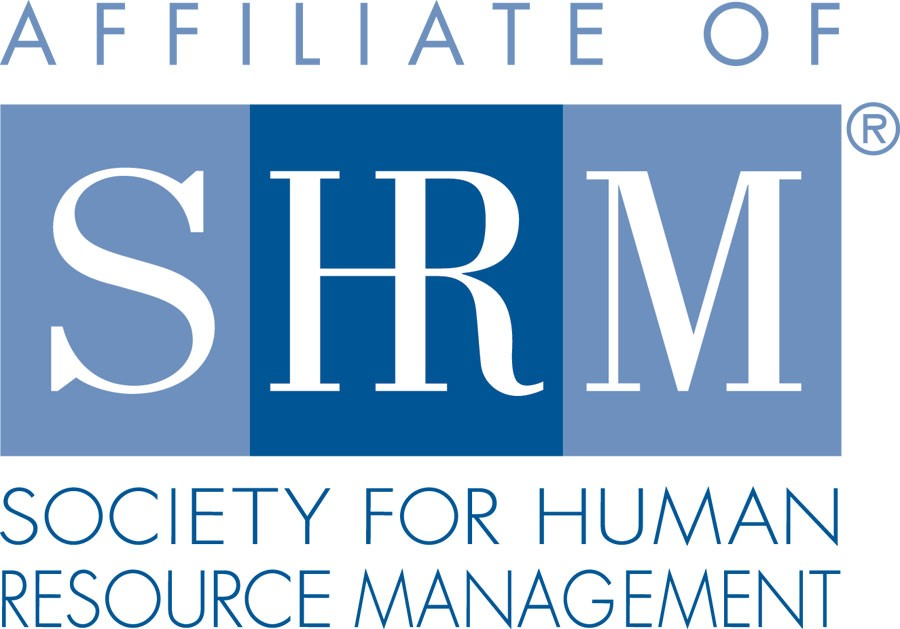 AFFILIATE OF
SHRM®
SOCIETY FOR HUMAN
RESOURCE MANAGEMENT